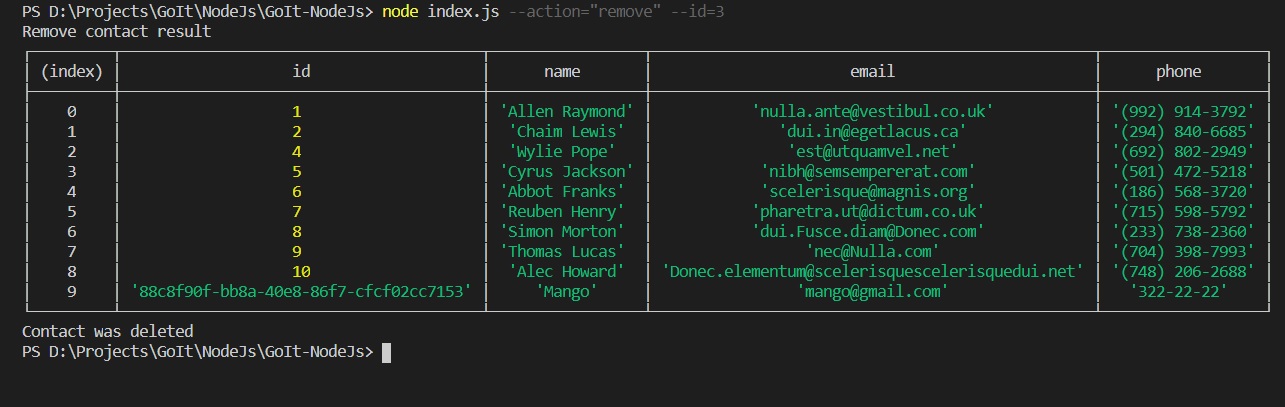 PS D:\Projects\GoIt\NodeJs\GoIt-NodeJs> node index.js --action="remove" --id=3
Remove contact result
(index) id name email phone
0 1 'Allen Raymond' 'nulla.ante@vestibul.co.uk' '(992) 914-3792'
1 2 'Chaim Lewis' 'dui.in@egetlacus.ca' '(294) 840-6685'
2 4 'Wylie Pope' 'est@utquamvel.net' '(692) 802-2949'
3 5 'Cyrus Jackson' 'nibh@semsempererat.com' '(501) 472-5218'
4 6 'Abbot Franks' 'scelerisque@magnis.org' '(186) 568-3720'
5 7 'Reuben Henry' 'pharetra.ut@dictum.co.uk' '(715) 598-5792'
6 8 'Simon Morton' 'dui.Fusce.diam@Donec.com' '(233) 738-2360'
7 9 'Thomas Lucas' 'nec@Nulla.com' '(704) 398-7993'
8 10 'Alec Howard' 'Donec.elementum@scelerisquescelerisquedui.net' '(748) 206-2688'
9 '88c8f90f-bb8a-40e8-86f7-cfcf02cc7153' 'Mango' 'mango@gmail.com' '322-22-22'
Contact was deleted
PS D:\Projects\GoIt\NodeJs\GoIt-NodeJs>